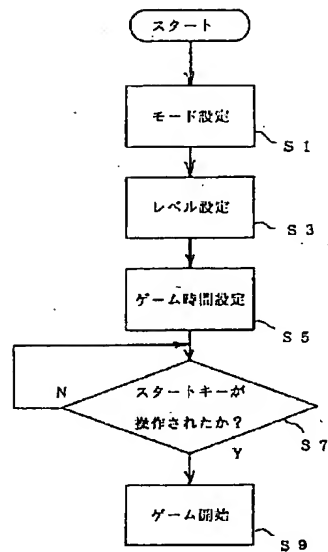 スタート
モード設定
S 1
レベル設定
S 3
ゲーム時間設定
S 5
N
スタートキーが
操作されたか?
S 7
Y
ゲーム開始
S 9